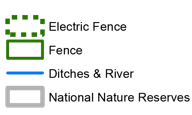 Electric Fence
Fence
Ditches & River
National Nature Reserves